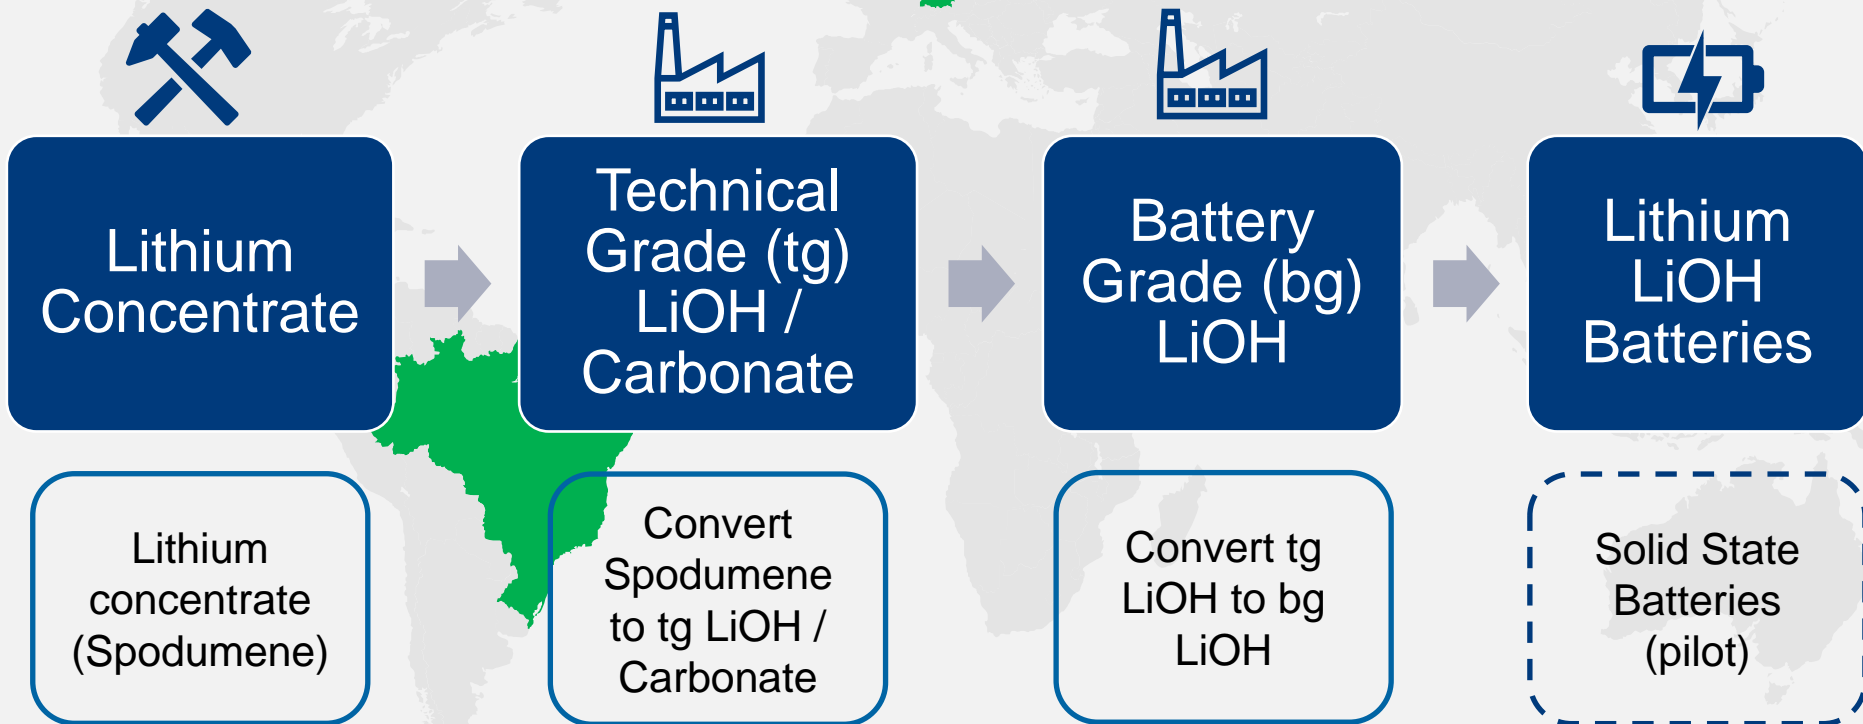 Lithium
Concentrate
Technical
Grade (tg)
LiOH /
Carbonate
Battery
Grade (bg)
LiOH
Lithium
LiOH
Batteries
Lithium
concentrate
(Spodumene)
Convert
Spodumene
to tg LiOH /
Carbonate
Convert tg
LiOH to bg
LiOH
Solid State
Batteries
(pilot)